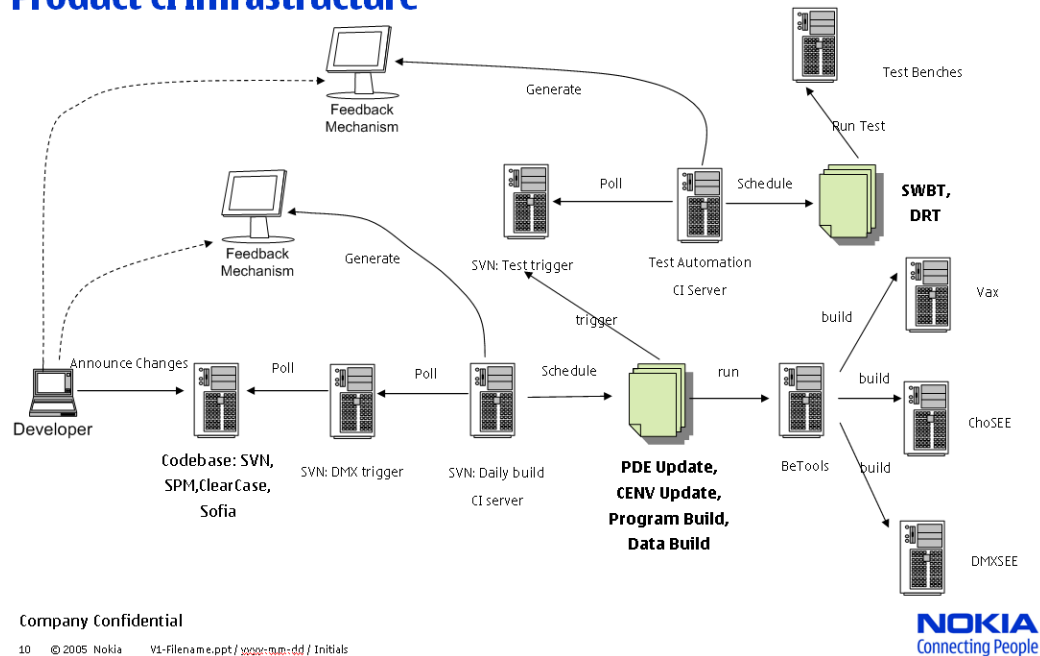 Product CI Infrastructure
Feedback
Mechanism
Generate
Test Benches
Run Test
Feedback
Mechanism
Generate
Poll
Schedule
SWBT,
DRT
SVN: Test trigger
Test Automation
CI Server
trigger
Vax
build
Announce Changes
Poll
Poll
Schedule
run
build
ChoSEE
Developer
Codebase: SVN,
SPM,ClearCase,
Sofia
SVN: DMX trigger
SVN: Daily build
CI server
PDE Update,
CENV Update,
Program Build,
Data Build
BeTools
build
DMXSEE
Company Confidential
10 © 2005 Nokia V1-Filename.ppt / yyyy-mm-dd / Initials
NOKIA
Connecting People